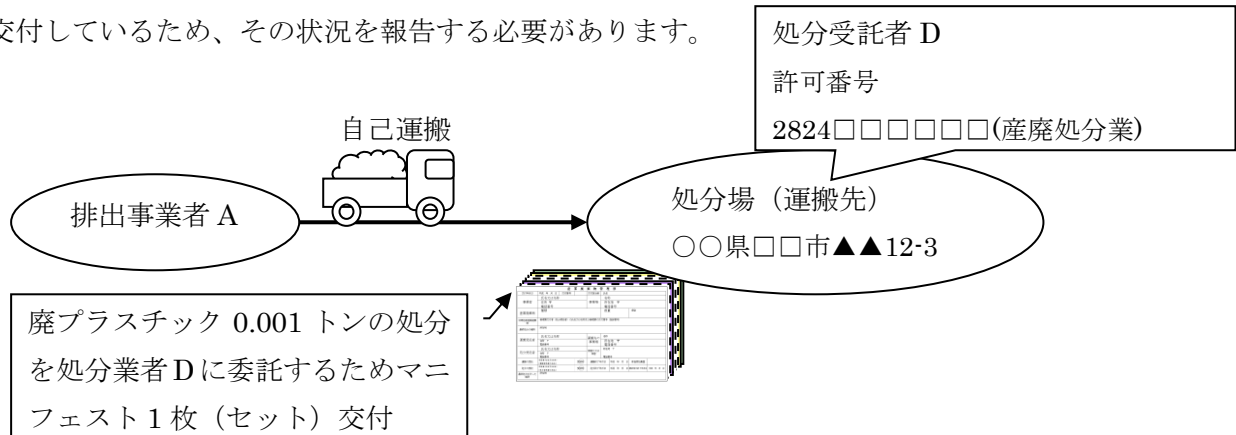 交付しているため、その状況を報告する必要があります。
処分受託者 D
許可番号
2824□□□□□□(産廃処分業)
自己運搬
排出事業者 A
処分場（運搬先）
○○県□□市▲▲12-3
廃プラスチック 0.001 トンの処分
を処分業者 D に委託するためマニ
フェスト 1 枚（セット）交付